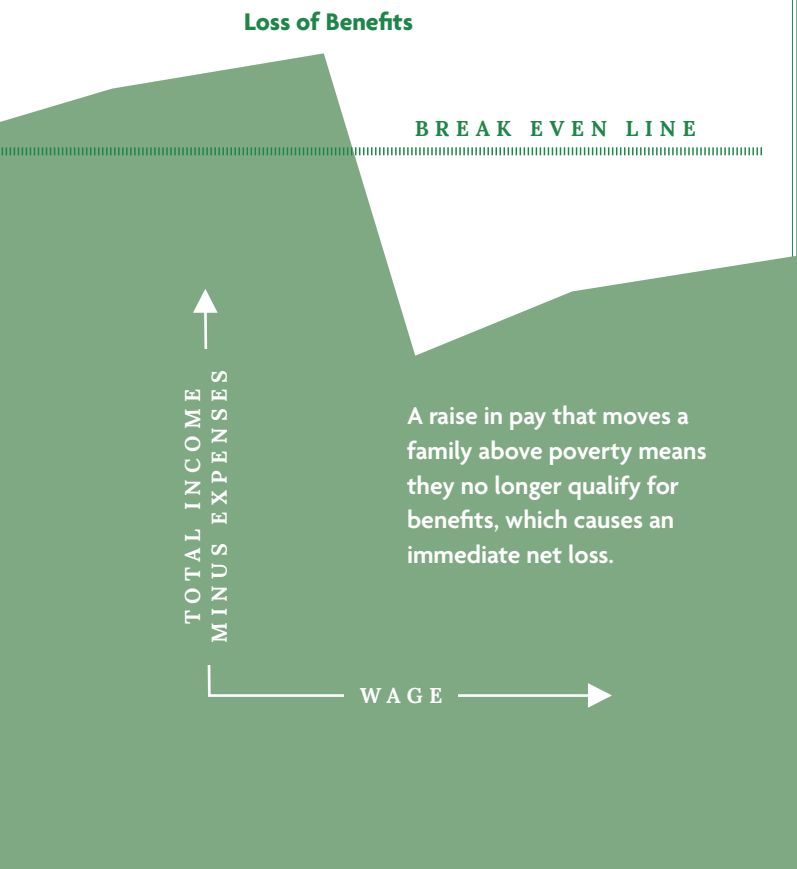 Loss of Benefits
BREAK EVEN LINE
TOTAL INCOME
MINUS EXPENSES
A raise in pay that moves a
family above poverty means
they no longer qualify for
benefits, which causes an
immediate net loss.
WAGE